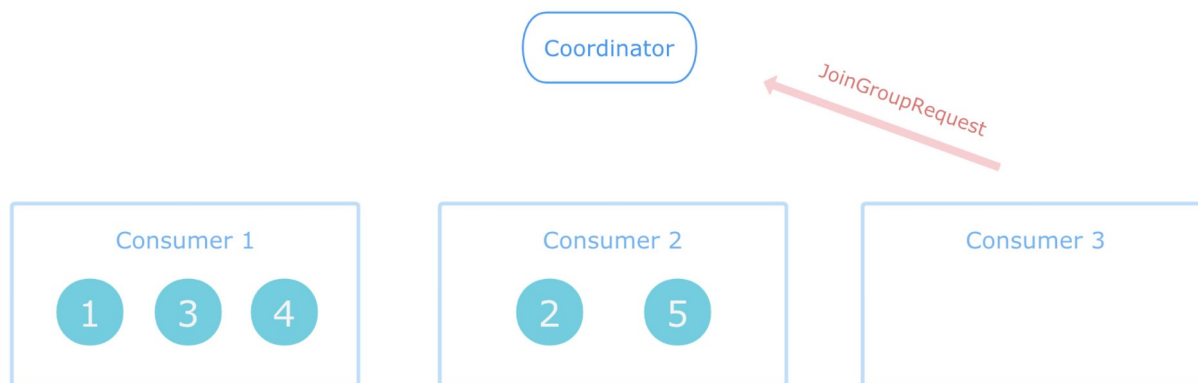 Coordinator
JoinGroupRequest
Consumer 1
Consumer 2
Consumer 3
1 3 4
2 5